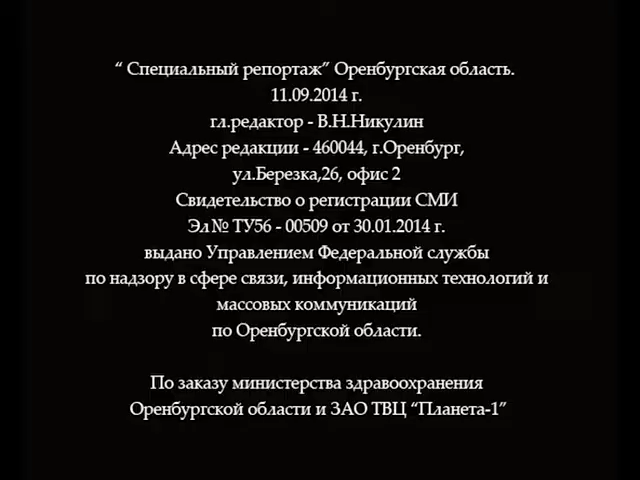 “ Специальный репортаж” Оренбургская область.
11.09.2014 г.
гл.редактор - В.Н.Никулин
Адрес редакции - 460044, г.Оренбург,
ул.Березка,26, офис 2
Свидетельство о регистрации СМИ
Эл № ТУ56 - 00509 от 30.01.2014 г.
выдано Управлением Федеральной службы
по надзору в сфере связи, информационных технологий и
массовых коммуникаций
по Оренбургской области.
По заказу министерства здравоохранения
Оренбургской области и ЗАО ТВЦ “Планета-1”